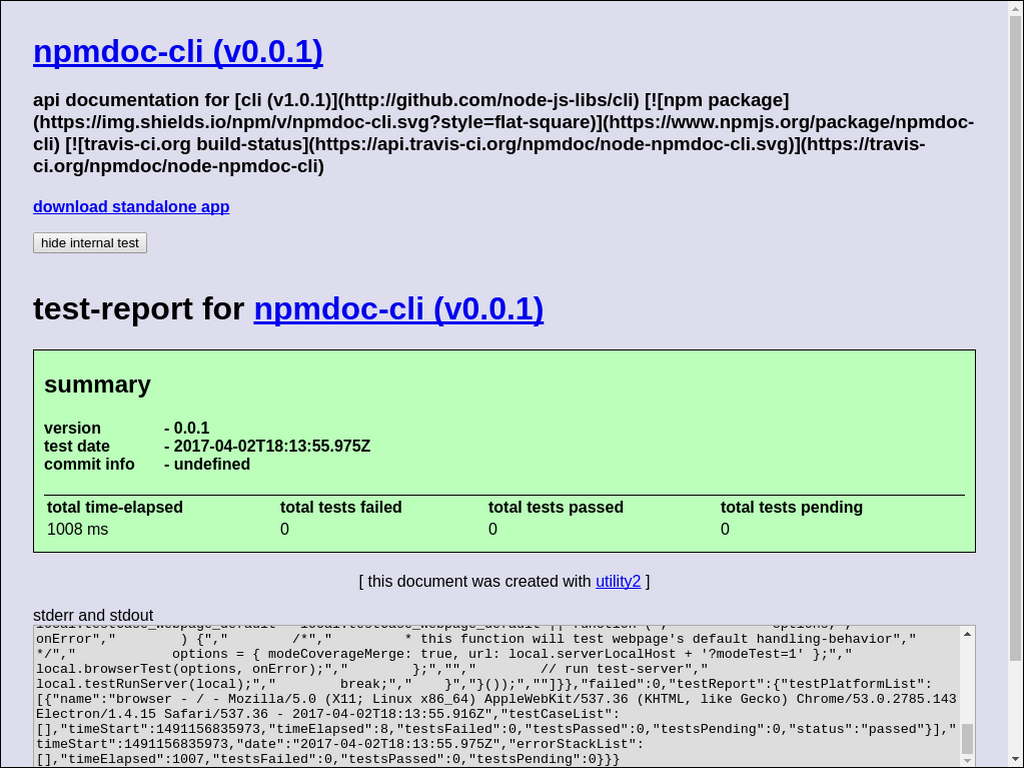 npmdoc-cli (v0.0.1)
api documentation for [cli (v1.0.1)](http://github.com/node-js-libs/cli) [![npm package]
(https://img.shields.io/npm/v/npmdoc-cli.svg?style=flat-square)](https://www.npmjs.org/package/npmdoc-
cli) [![travis-ci.org build-status](https://api.travis-ci.org/npmdoc/node-npmdoc-cli.svg)](https://travis-
ci.org/npmdoc/node-npmdoc-cli)
download standalone app
hide internal test
test-report for npmdoc-cli (v0.0.1)
summary
version - 0.0.1
test date - 2017-04-02T18:13:55.975Z
commit info - undefined
total time-elapsed total tests failed total tests passed total tests pending
1008 ms 0 0 0
[ this document was created with utility2 ]
stderr and stdout
onError"," ) {"," /*"," * this function will test webpage's default handling-behavior","
*/"," options = { modeCoverageMerge: true, url: local.serverLocalHost + '?modeTest=1' };","
local.browserTest(options, onError);"," };",""," // run test-server","
local.testRunServer(local);"," break;"," }","}());",""]}},"failed":0,"testReport":{"testPlatformList":
[{"name":"browser - / - Mozilla/5.0 (X11; Linux x86_64) AppleWebKit/537.36 (KHTML, like Gecko) Chrome/53.0.2785.143
Electron/1.4.15 Safari/537.36 - 2017-04-02T18:13:55.916Z","testCaseList":
[],"timeStart":1491156835973,"timeElapsed":8,"testsFailed":0,"testsPassed":0,"testsPending":0,"status":"passed"}],"
timeStart":1491156835973,"date":"2017-04-02T18:13:55.975Z","errorStackList":
[],"timeElapsed":1007,"testsFailed":0,"testsPassed":0,"testsPending":0}}}